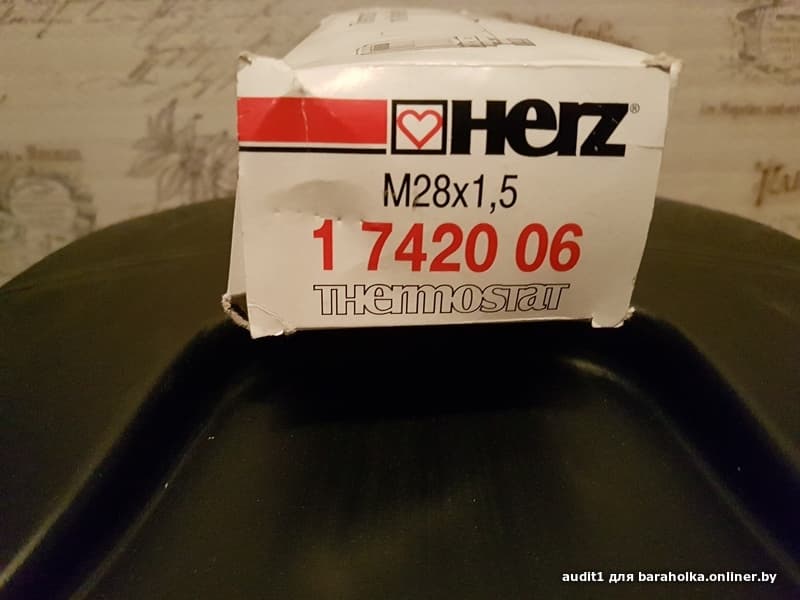 Herz®
M28x1,5
1 7420 06
THermostat
audit1 для baraholka.onliner.by